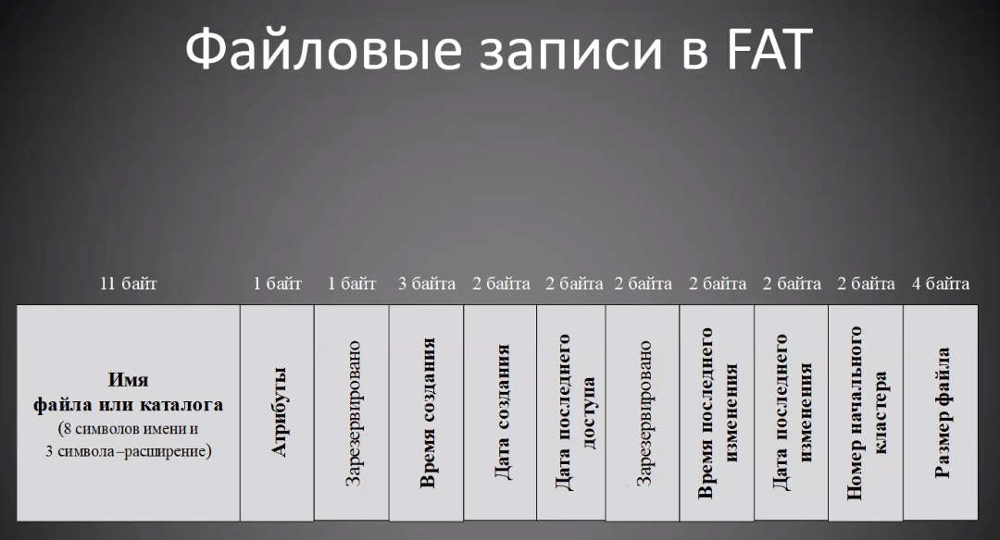 Файловые записи в FAT
11 байт
1 байт
1 байт
3 байта
2 байта
2 байта
2 байта
2 байта
2 байта
2 байта
4 байта
Имя
файла или каталога
(8 символов имени и
3 символа–расширение)
Атрибуты
Зарезервировано
Время создания
Дата создания
Дата последнего
доступа
Зарезервировано
Время последнего
изменения
Дата последнего
изменения
Номер начального
кластера
Размер файла